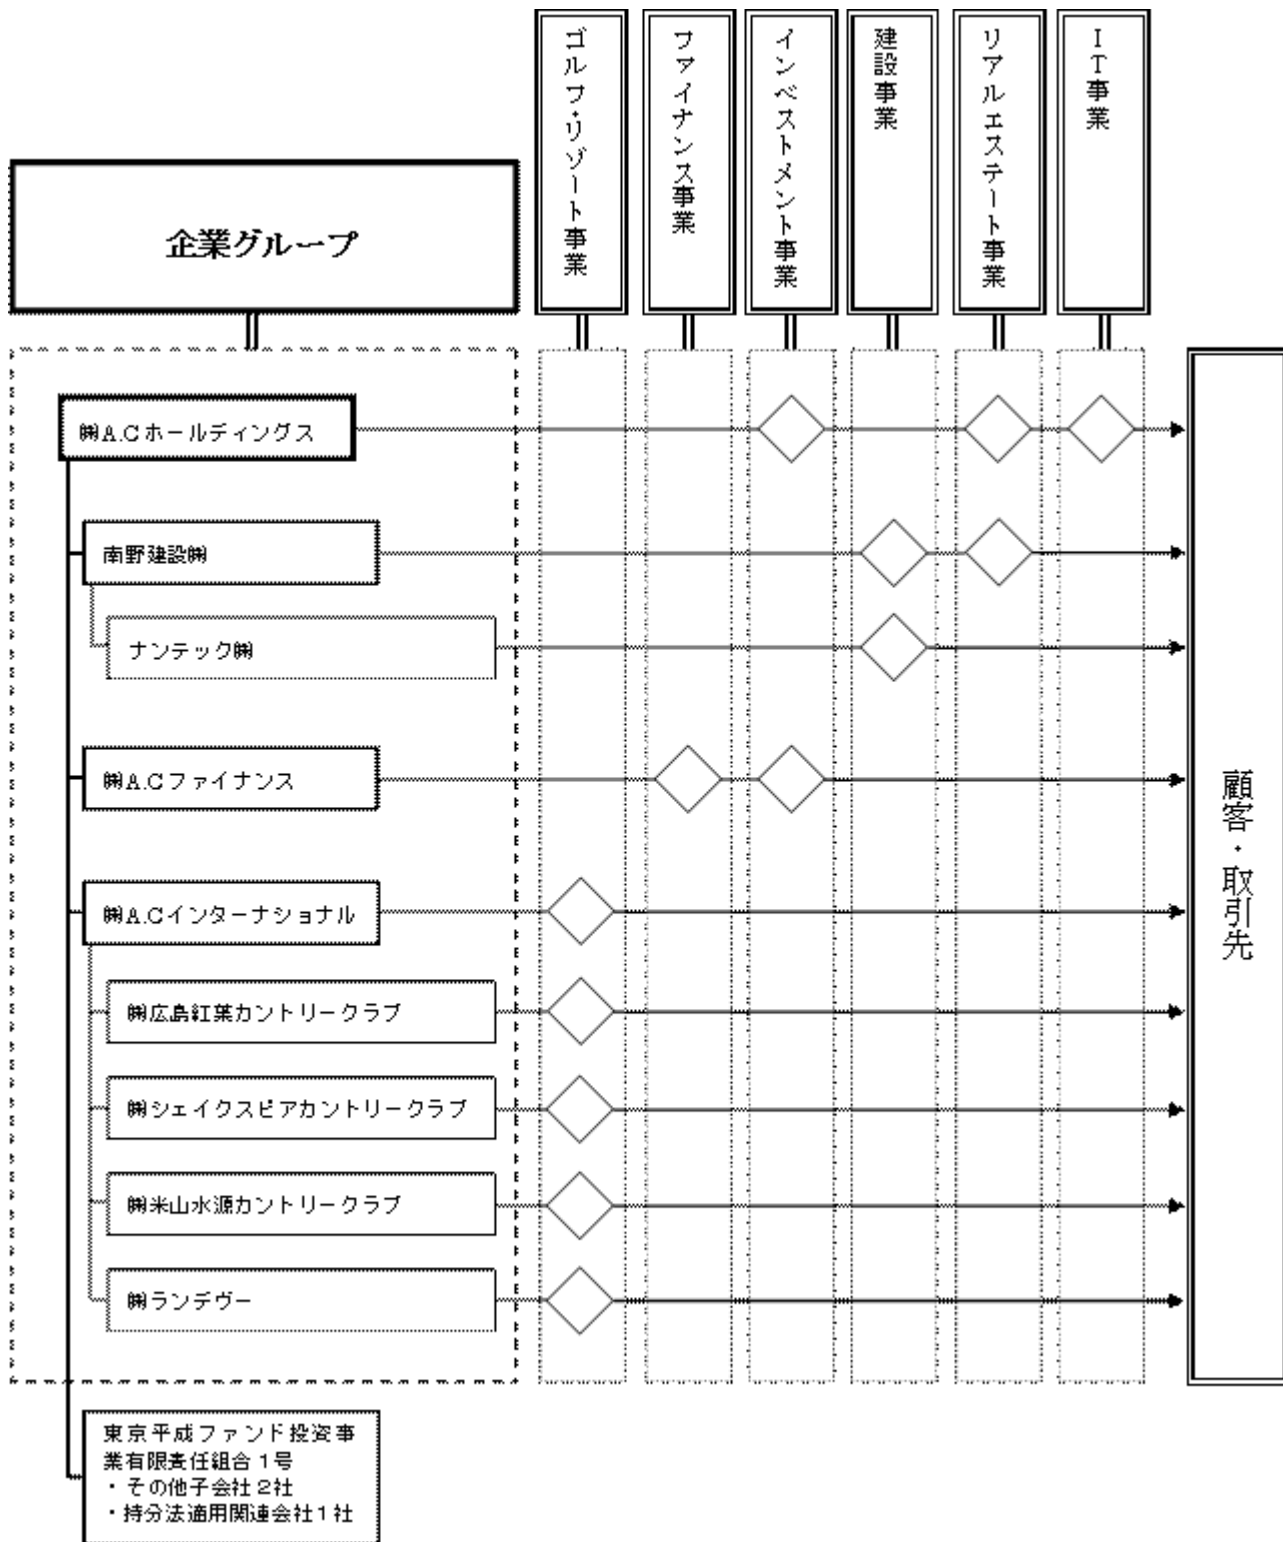 ゴルフ・リゾート事業
ファイナンス事業
インベストメント事業
建設事業
リアルエステート事業
IT事業
企業グループ
㈱A.Cホールディングス
南野建設㈱
ナンテック㈱
㈱A.Cファイナンス
㈱A.Cインターナショナル
㈱広島紅葉カントリークラブ
㈱シェイクスピアカントリークラブ
㈱米山水源カントリークラブ
㈱ランデヴー
顧客・取引先
東京平成ファンド投資事
業有限責任組合1号
・その他子会社2社
・持分法適用関連会社1社